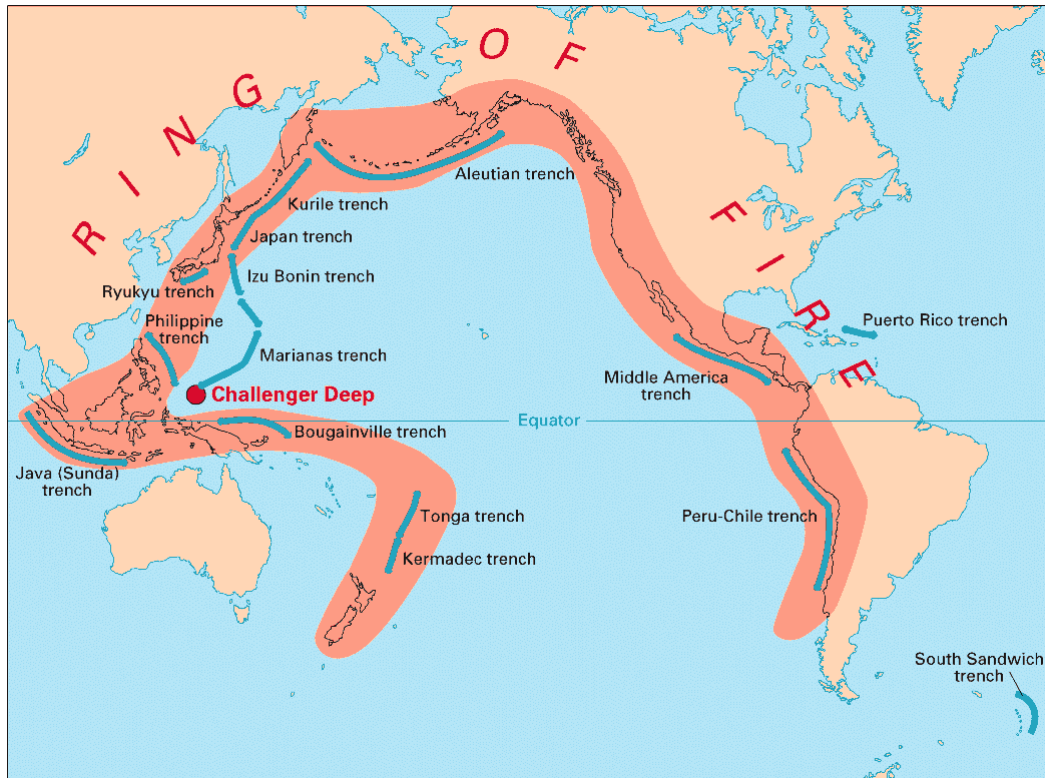 RING OF FIRE
Aleutian trench
Kurile trench
Japan trench
Izu Bonin trench
Ryukyu trench
Philippine
trench
Marianas trench
Challenger Deep
Puerto Rico trench
Middle America
trench
Equator
Bougainville trench
Java (Sunda)
trench
Tonga trench
Peru-Chile trench
Kermadec trench
South Sandwich
trench